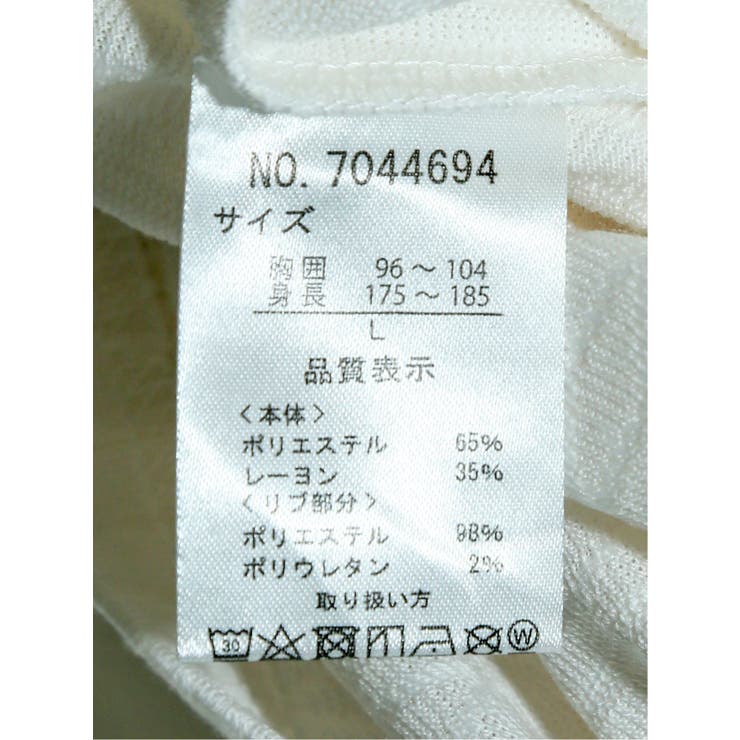 NO. 7044694
サイズ
胸囲 96～104
身長 175～185
L
品質表示
〈本体〉
ポリエステル 65%
レーヨン 35%
〈リブ部分〉
ポリエステル 98%
ポリウレタン 2%
取り扱い方
30 W